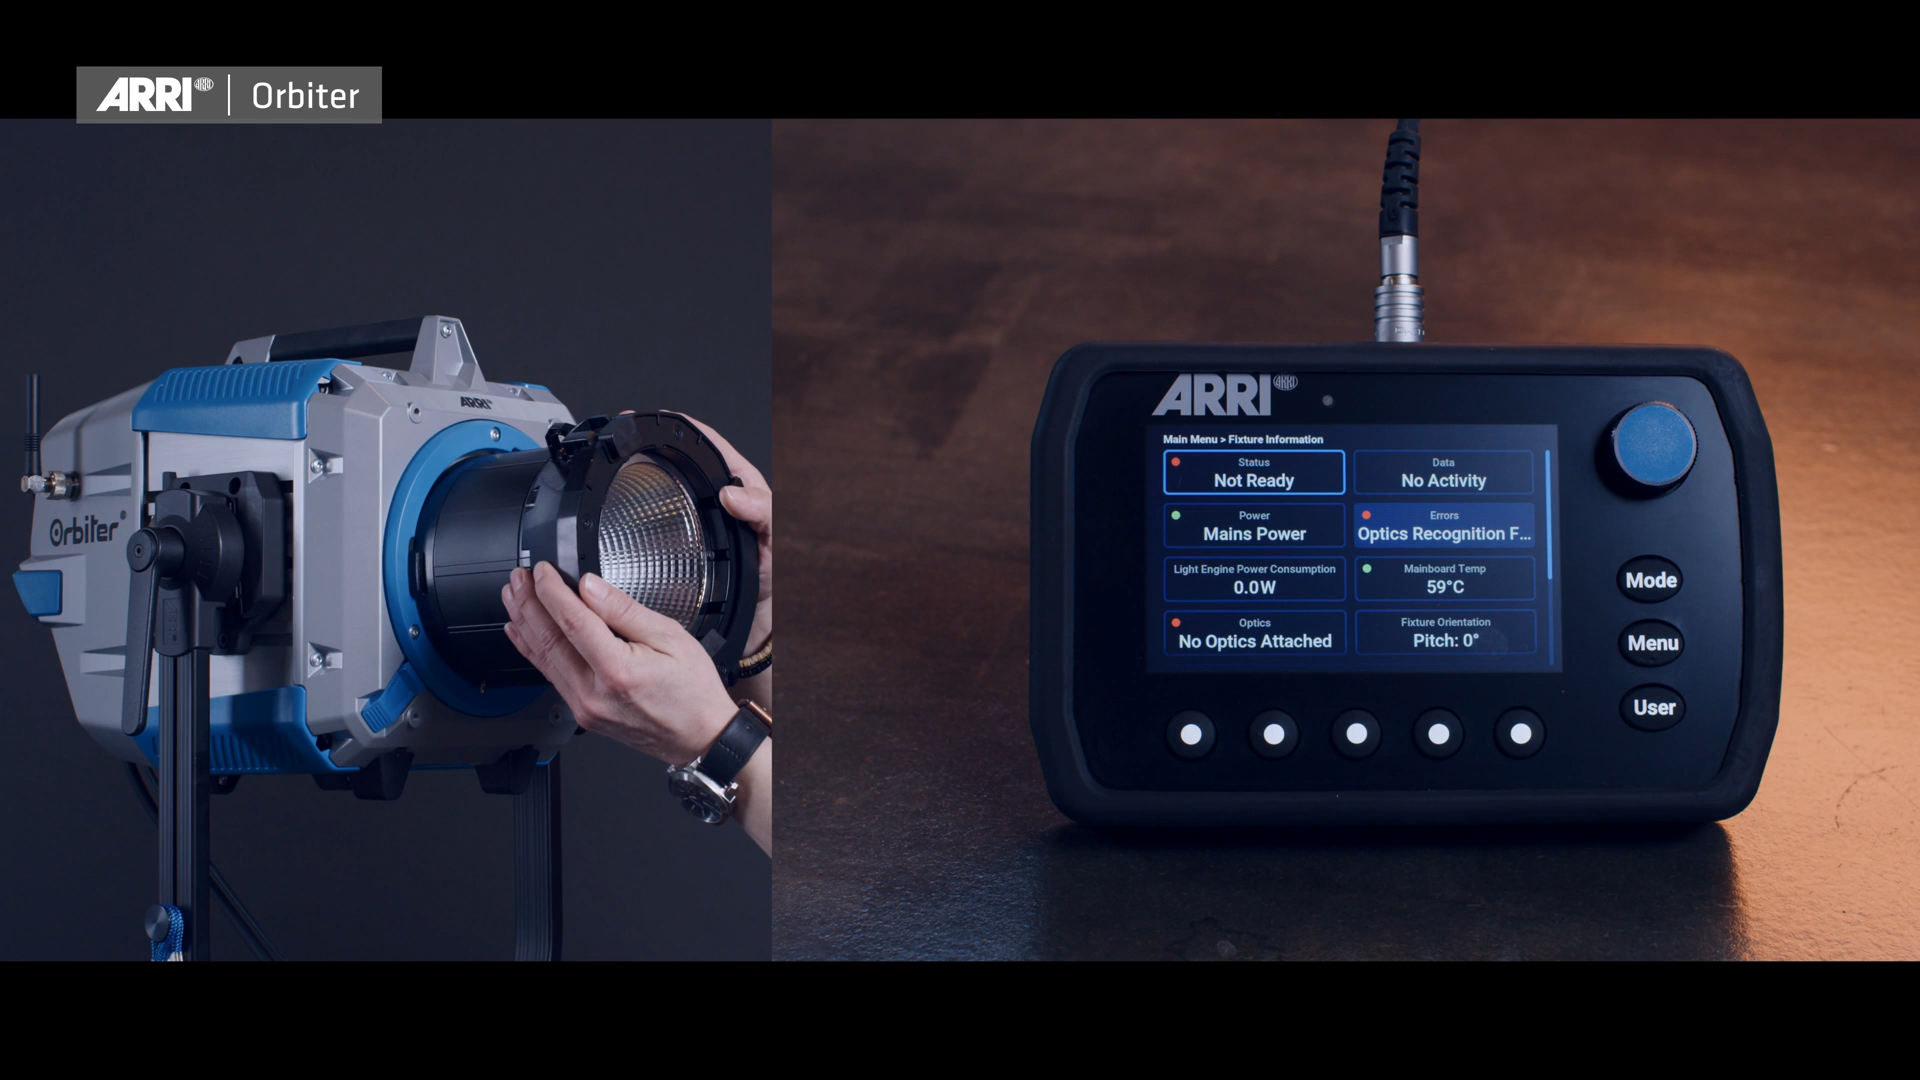 ARRI | Orbiter
ARRI
Orbiter
ARRI
Main Menu > Fixture Information
Status
Not Ready
Data
No Activity
Power
Mains Power
Errors
Optics Recognition F...
Light Engine Power Consumption
0.0W
Mainboard Temp
59°C
Optics
No Optics Attached
Fixture Orientation
Pitch: 0°
Mode
Menu
User